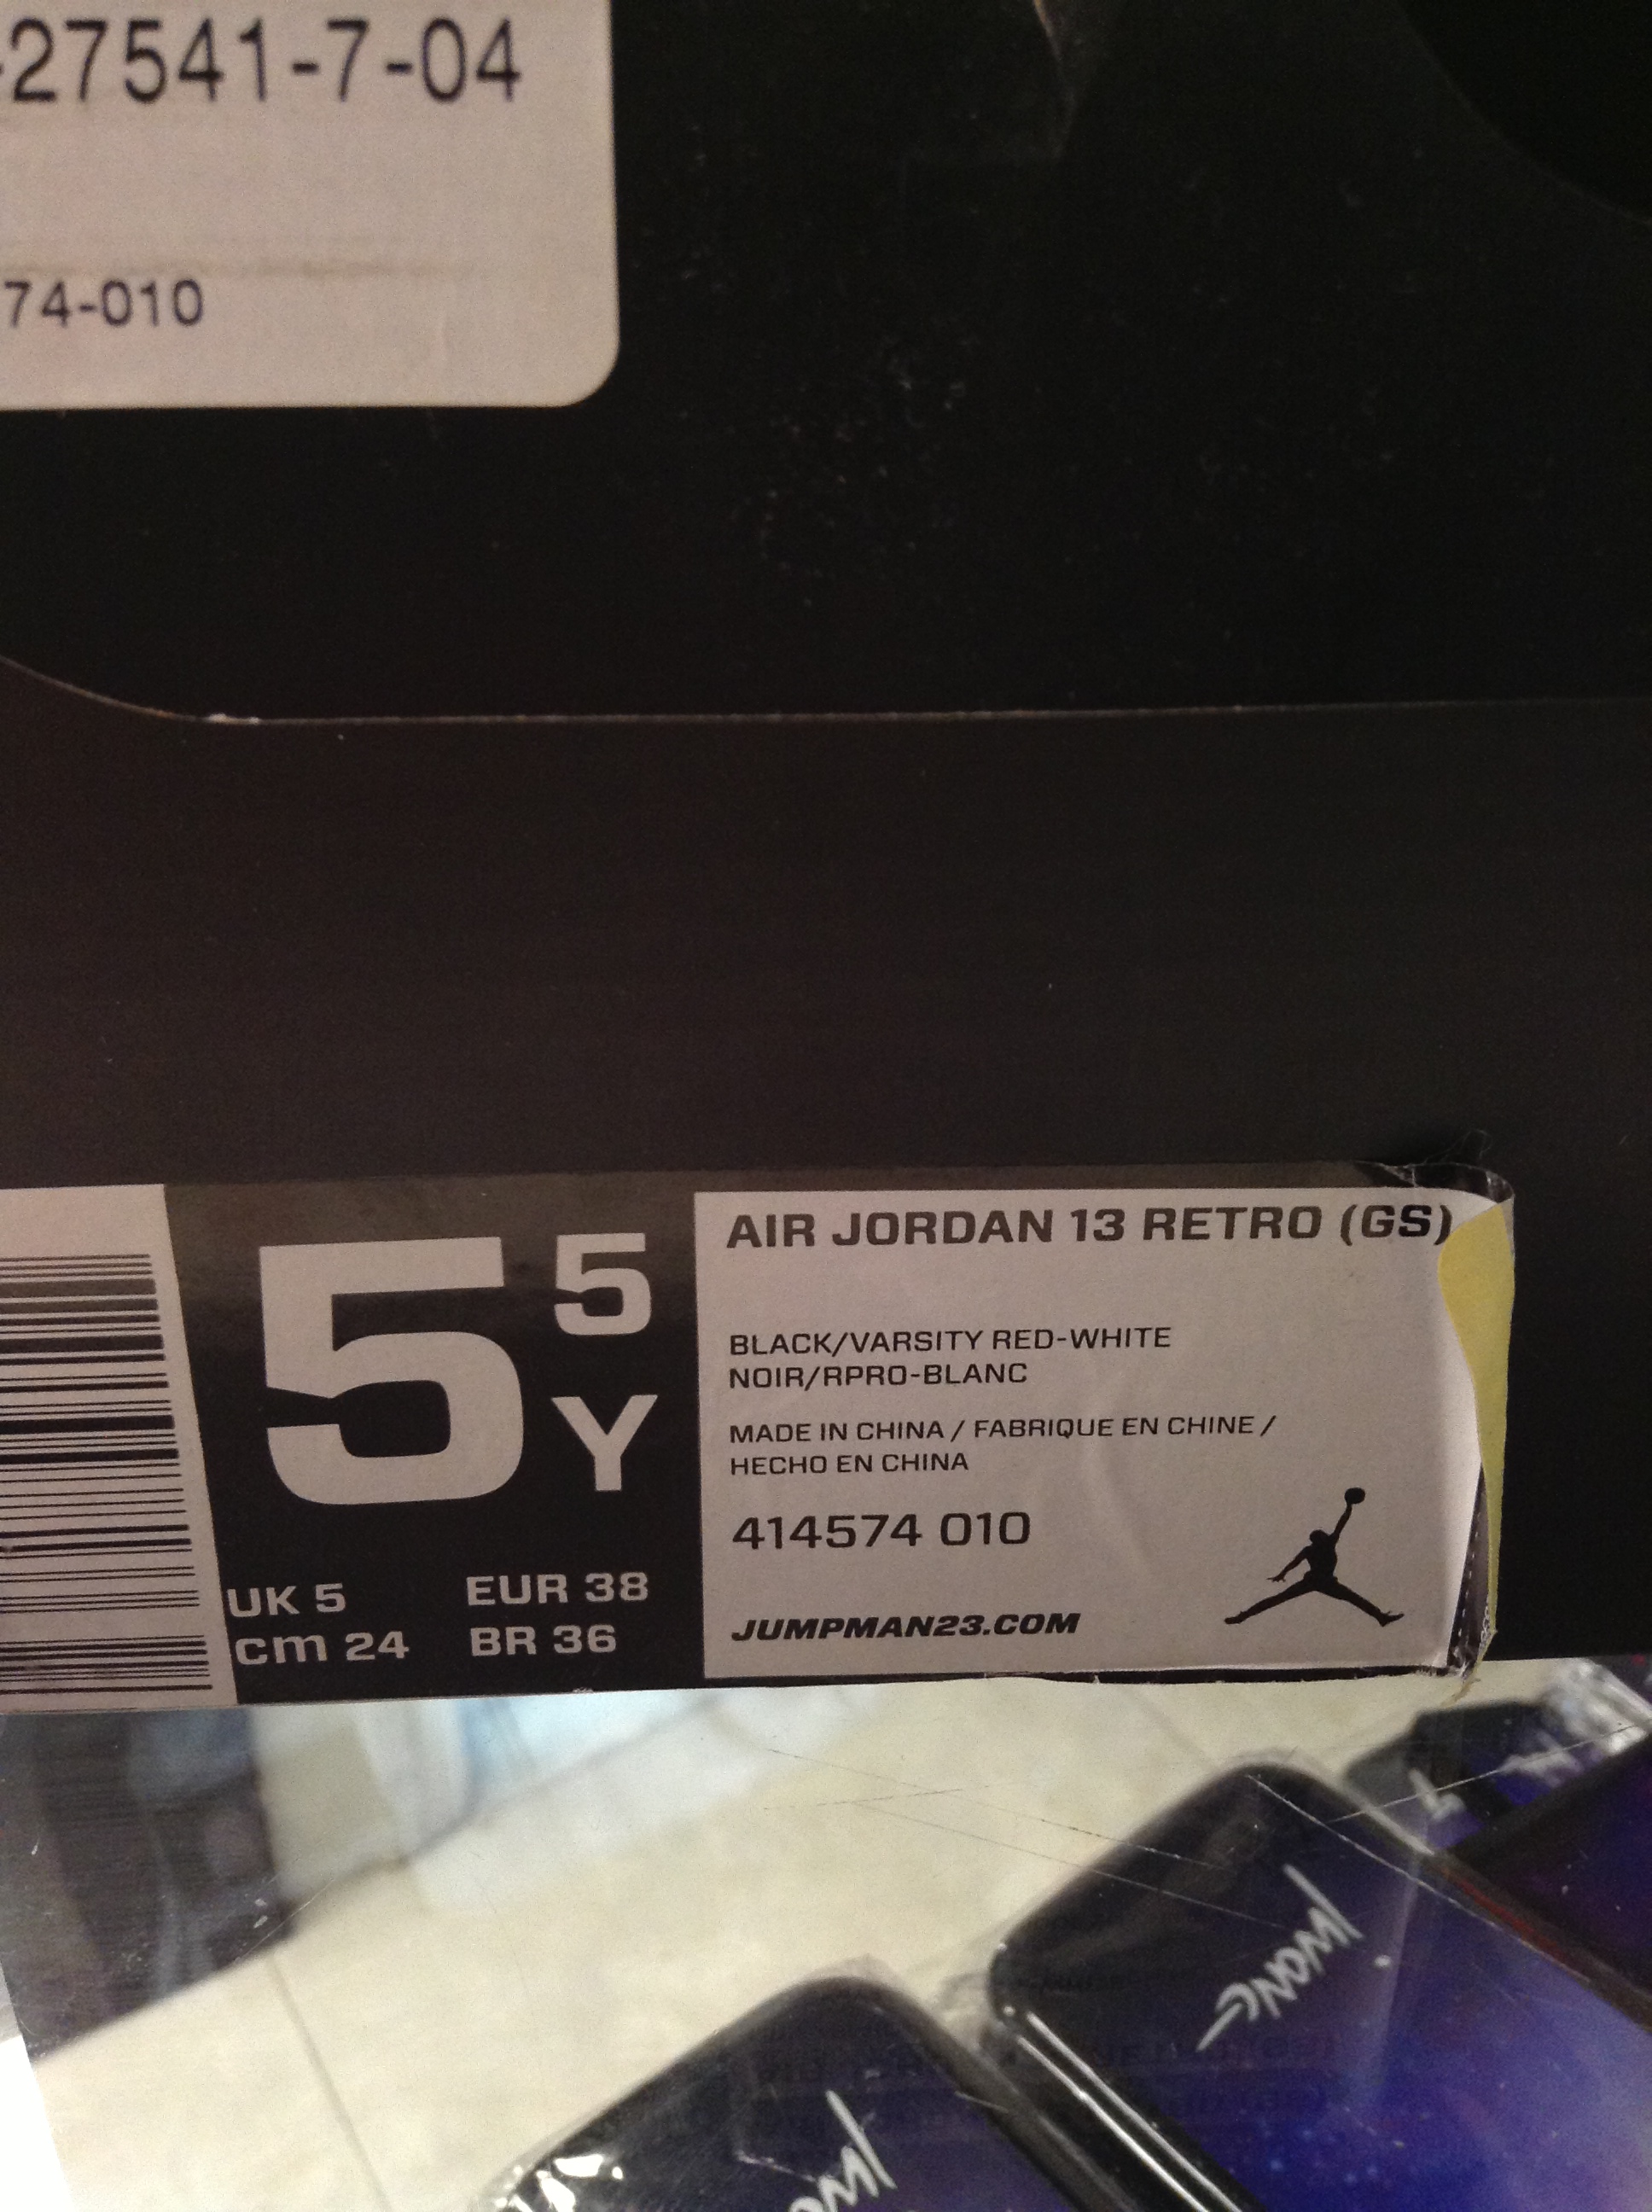 -27541-7-04
74-010
5 5
Y
UK 5 EUR 38
cm 24 BR 36
AIR JORDAN 13 RETRO (GS)
BLACK/VARSITY RED-WHITE
NOIR/RPRO-BLANC
MADE IN CHINA / FABRIQUE EN CHINE /
HECHO EN CHINA
414574 010
JUMPMAN23.COM